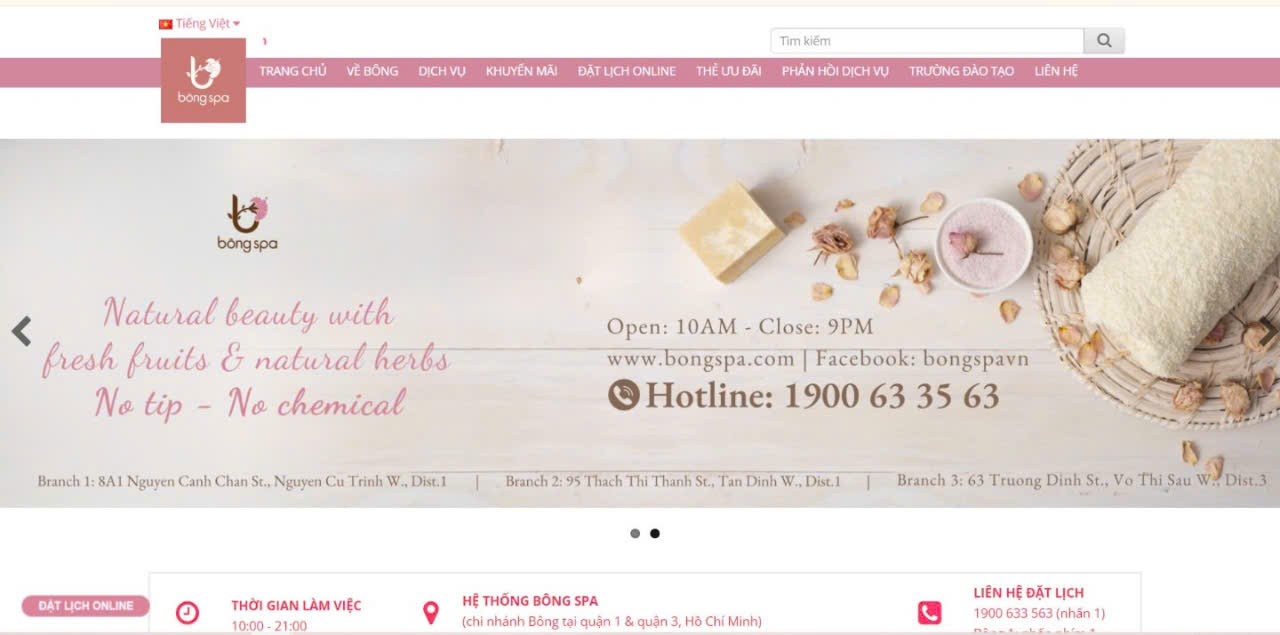 Tiếng Việt
Tìm kiếm
bông spa
TRANG CHỦ VỀ BÔNG DỊCH VỤ KHUYẾN MÃI ĐẶT LỊCH ONLINE THẺ ƯU ĐÃI PHẢN HỒI DỊCH VỤ TRƯỜNG ĐÀO TẠO LIÊN HỆ
bông spa
Natural beauty with
fresh fruits & natural herbs
No tip - No chemical
Open: 10AM - Close: 9PM
www.bongspa.com | Facebook: bongspavn
Hotline: 1900 63 35 63
Branch 1: 8A1 Nguyen Canh Chan St., Nguyen Cu Trinh W., Dist.1 | Branch 2: 95 Thach Thi Thanh St., Tan Dinh W., Dist.1 | Branch 3: 63 Truong Dinh St., Vo Thi Sau W., Dist.3
ĐẶT LỊCH ONLINE
THỜI GIAN LÀM VIỆC
10:00 - 21:00
HỆ THỐNG BÔNG SPA
(chi nhánh Bông tại quận 1 & quận 3, Hồ Chí Minh)
LIÊN HỆ ĐẶT LỊCH
1900 633 563 (nhấn 1)